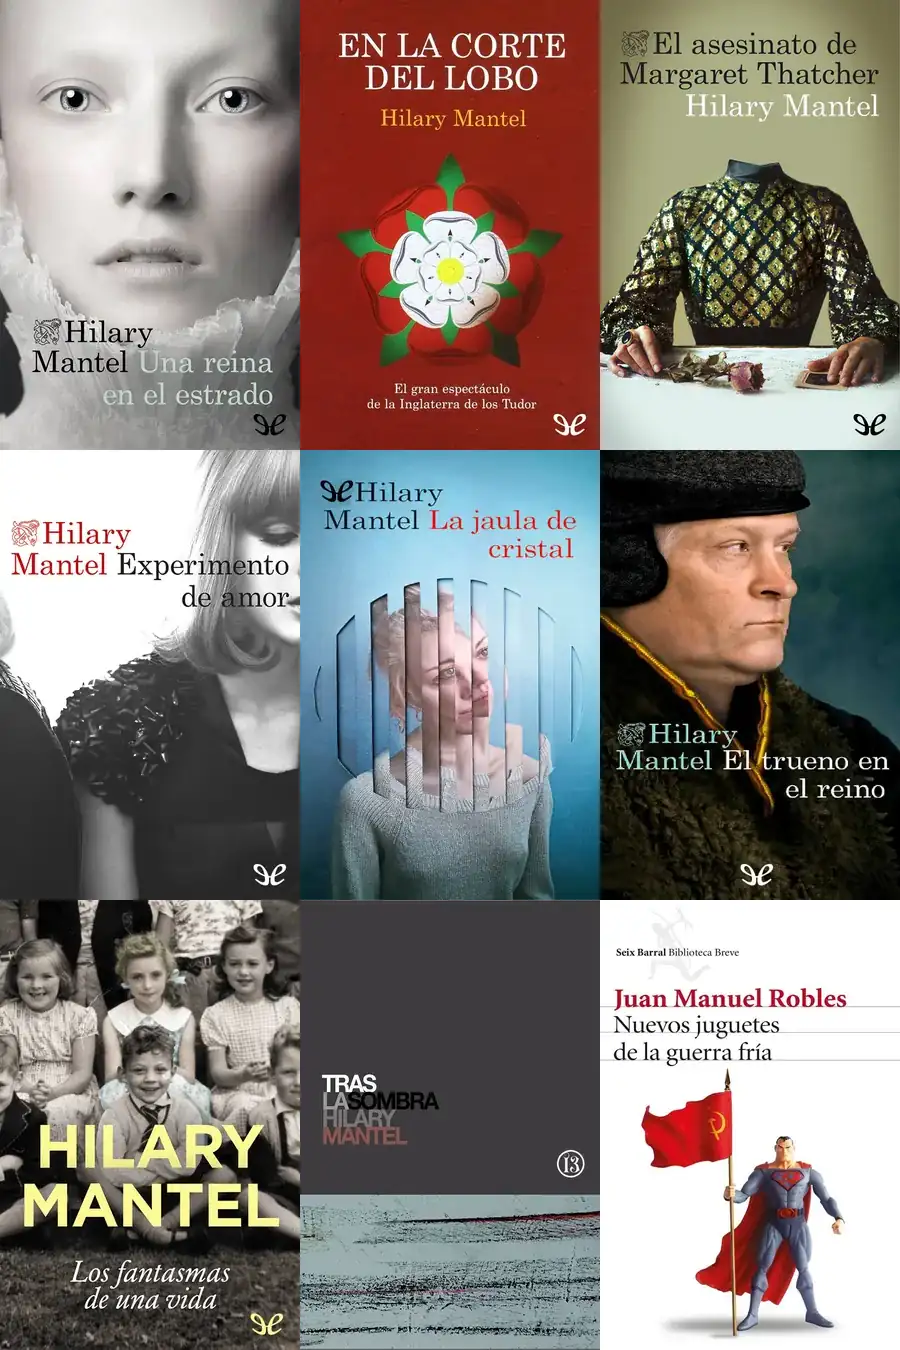 Hilary
Mantel Una reina
en el estrado
EN LA CORTE
DEL LOBO
Hilary Mantel
El gran espectáculo
de la Inglaterra de los Tudor
El asesinato de
Margaret Thatcher
Hilary Mantel
Hilary
Mantel Experimento
de amor
Hilary
Mantel La jaula de
cristal
Hilary
Mantel El trueno en
el reino
HILARY
MANTEL
Los fantasmas
de una vida
TRAS
LA SOMBRA
HILARY
MANTEL
13
Seix Barral Biblioteca Breve
Juan Manuel Robles
Nuevos juguetes
de la guerra fría